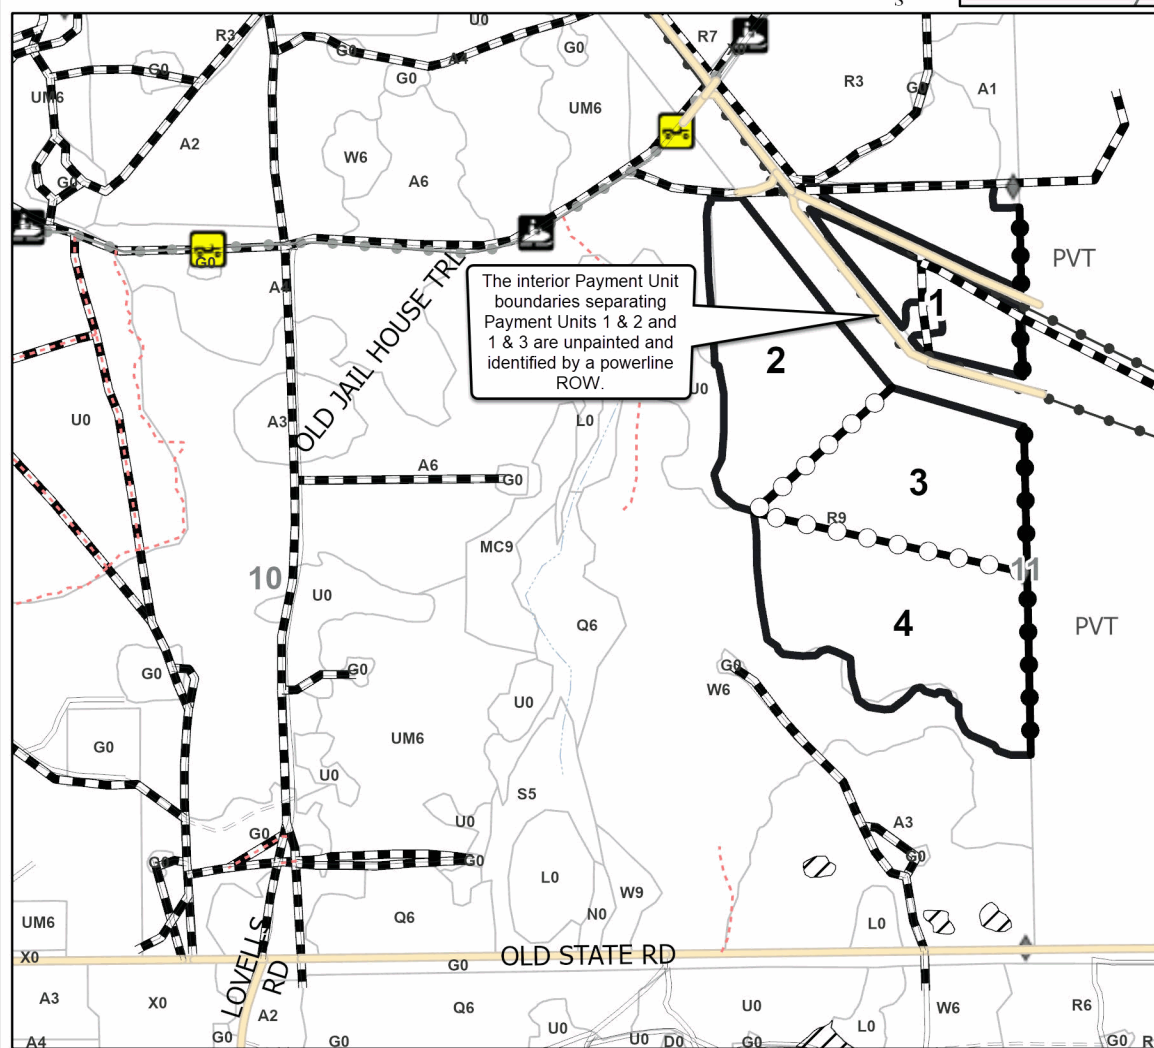 S
U0
R3
R7
G0
G0
A4
G0
G0
UM6
UM6
R3
G0
A1
A2
W6
A6
G0
G0
PVT
A4
The interior Payment Unit
boundaries separating
Payment Units 1 & 2 and
1 & 3 are unpainted and
identified by a powerline
ROW.
1
2
U0
OLD JAIL HOUSE TRL
U0
A3
L0
A6
G0
3
R9
MC9
10
U0
11
Q6
4
PVT
G0
G0
G0
W6
U0
G0
UM6
U0
S5
U0
G0
A3
G0
G0
G0
L0
W9
N0
UM6
Q6
L0
X0
LOVELLS
RD
OLD STATE RD
G0
A3
X0
A2
Q6
U0
W6
R6
U0
L0
A4
G0
G0
U0
D0
G0
G0
R